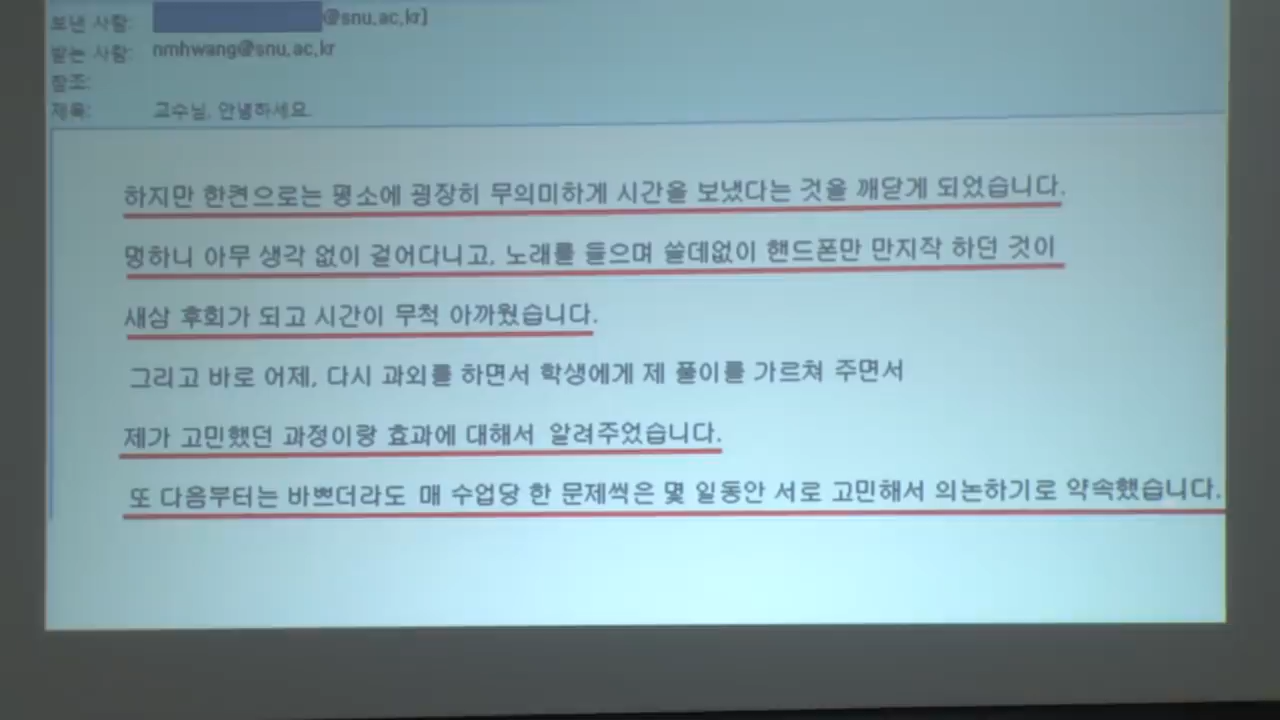 보낸 사람: @snu.ac.kr]
받는 사람: nmhwang@snu.ac.kr
참조:
제목: 교수님, 안녕하세요.
하지만 한켠으로는 평소에 굉장히 무의미하게 시간을 보냈다는 것을 깨닫게 되었습니다.
멍하니 아무 생각 없이 걸어다니고, 노래를 들으며 쓸데없이 핸드폰만 만지작 하던 것이
새삼 후회가 되고 시간이 무척 아까웠습니다.
그리고 바로 어제, 다시 과외를 하면서 학생에게 제 풀이를 가르쳐 주면서
제가 고민했던 과정이랑 효과에 대해서 알려주었습니다.
또 다음부터는 바쁘더라도 매 수업당 한 문제씩은 몇 일동안 서로 고민해서 의논하기로 약속했습니다.